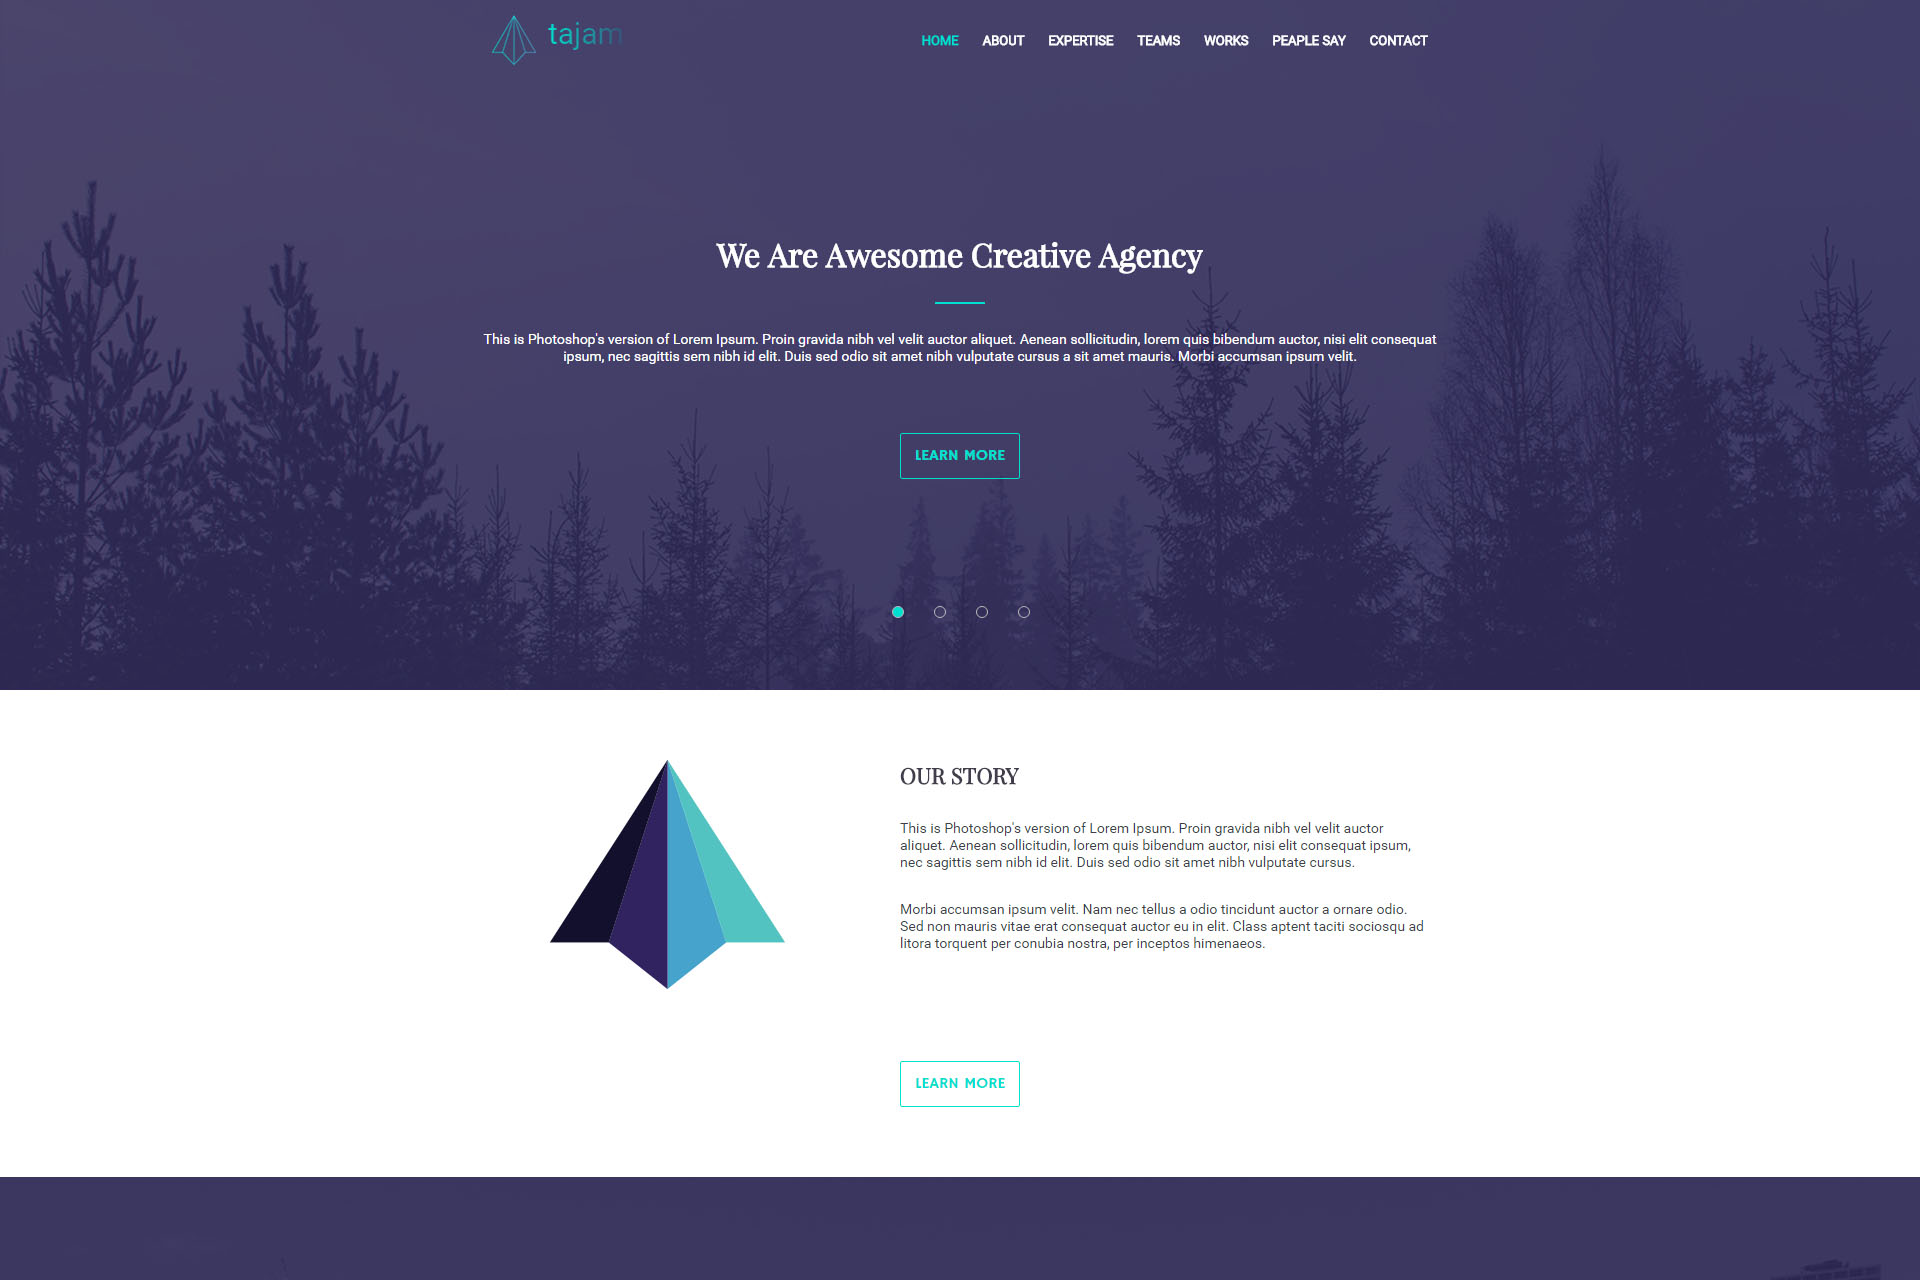 tajam
HOME ABOUT EXPERTISE TEAMS WORKS PEAPLE SAY CONTACT
We Are Awesome Creative Agency
This is Photoshop's version of Lorem Ipsum. Proin gravida nibh vel velit auctor aliquet. Aenean sollicitudin, lorem quis bibendum auctor, nisi elit consequat
ipsum, nec sagittis sem nibh id elit. Duis sed odio sit amet nibh vulputate cursus a sit amet mauris. Morbi accumsan ipsum velit.
LEARN MORE
OUR STORY
This is Photoshop's version of Lorem Ipsum. Proin gravida nibh vel velit auctor
aliquet. Aenean sollicitudin, lorem quis bibendum auctor, nisi elit consequat ipsum,
nec sagittis sem nibh id elit. Duis sed odio sit amet nibh vulputate cursus.
Morbi accumsan ipsum velit. Nam nec tellus a odio tincidunt auctor a ornare odio.
Sed non mauris vitae erat consequat auctor eu in elit. Class aptent taciti sociosqu ad
litora torquent per conubia nostra, per inceptos himenaeos.
LEARN MORE